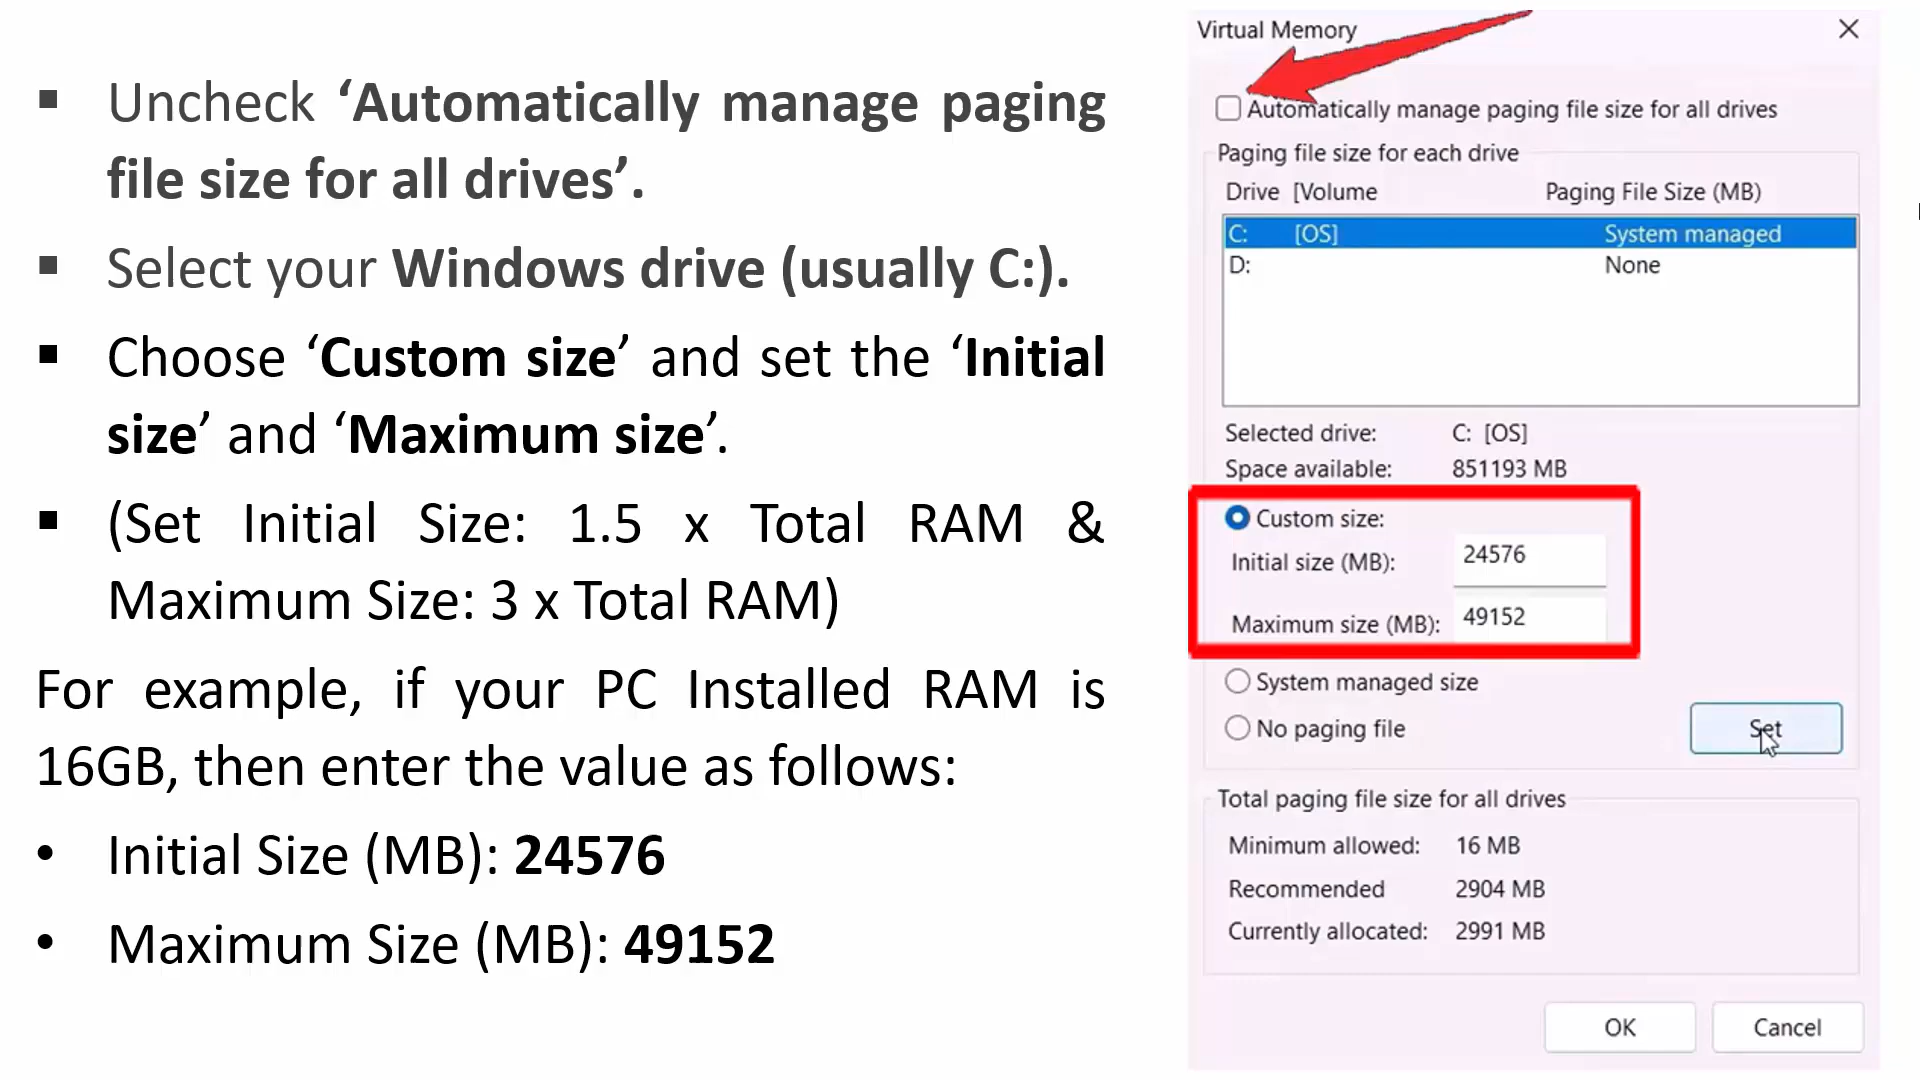 ▪ Uncheck ‘Automatically manage paging
file size for all drives’.
▪ Select your Windows drive (usually C:).
▪ Choose ‘Custom size’ and set the ‘Initial
size’ and ‘Maximum size’.
▪ (Set Initial Size: 1.5 x Total RAM &
Maximum Size: 3 x Total RAM)
For example, if your PC Installed RAM is
16GB, then enter the value as follows:
• Initial Size (MB): 24576
• Maximum Size (MB): 49152
Virtual Memory
Automatically manage paging file size for all drives
Paging file size for each drive
Drive [Volume Paging File Size (MB)
C: [OS] System managed
D: None
Selected drive: C: [OS]
Space available: 851193 MB
Custom size:
Initial size (MB): 24576
Maximum size (MB): 49152
System managed size
No paging file
Set
Total paging file size for all drives
Minimum allowed: 16 MB
Recommended 2904 MB
Currently allocated: 2991 MB
OK Cancel